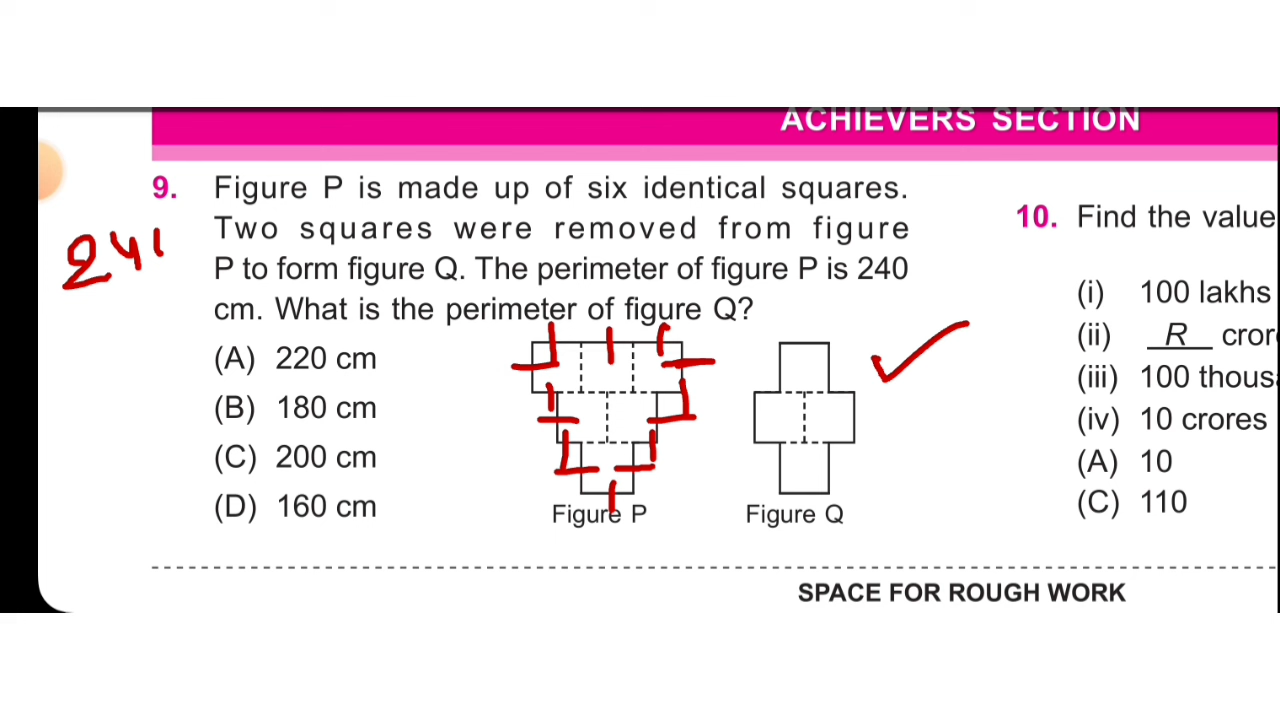 ACHIEVERS SECTION
9. Figure P is made up of six identical squares.
Two squares were removed from figure
P to form figure Q. The perimeter of figure P is 240
cm. What is the perimeter of figure Q?
(A) 220 cm
(B) 180 cm
(C) 200 cm
(D) 160 cm
Figure P
Figure Q
241
10. Find the value
(i) 100 lakhs
(ii) R cror
(iii) 100 thous
(iv) 10 crores
(A) 10
(C) 110
SPACE FOR ROUGH WORK